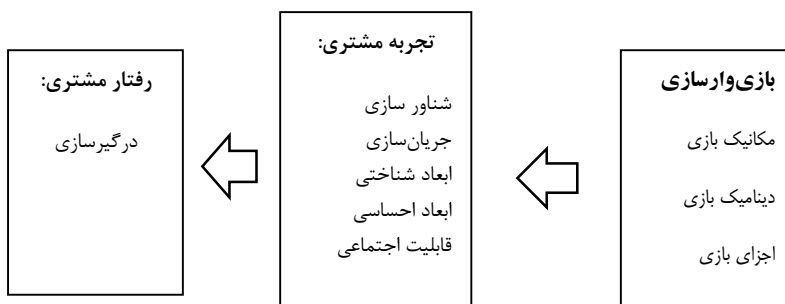 بازی‌وارسازی
مکانیک بازی
دینامیک بازی
اجزای بازی
تجربه مشتری:
شناور سازی
جریان‌سازی
ابعاد شناختی
ابعاد احساسی
قابلیت اجتماعی
رفتار مشتری:
درگیرسازی